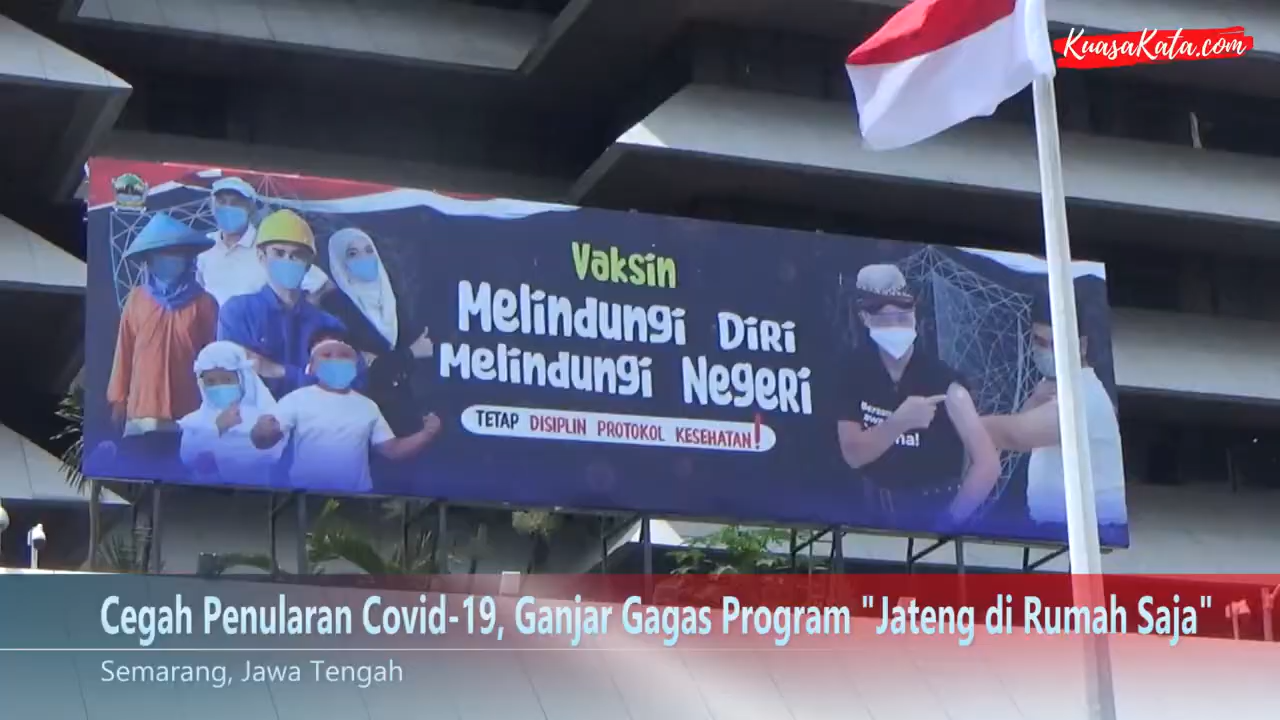 KuasaKata.com
Vaksin
Melindungi Diri
Melindungi Negeri
TETAP DISIPLIN PROTOKOL KESEHATAN!
Cegah Penularan Covid-19, Ganjar Gagas Program "Jateng di Rumah Saja"
Semarang, Jawa Tengah